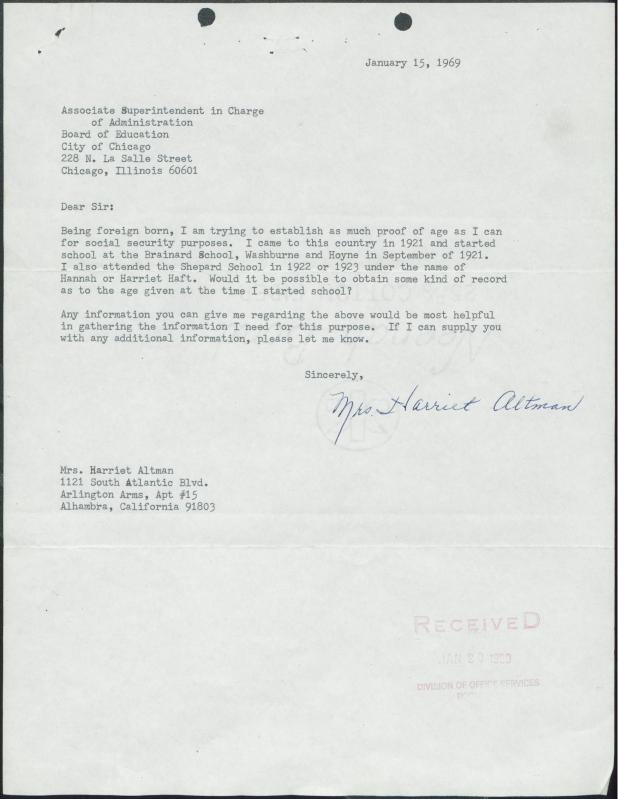 January 15, 1969
Associate Superintendent in Charge
of Administration
Board of Education
City of Chicago
228 N. La Salle Street
Chicago, Illinois 60601
Dear Sir:
Being foreign born, I am trying to establish as much proof of age as I can
for social security purposes. I came to this country in 1921 and started
school at the Brainard School, Washburne and Hoyne in September of 1921.
I also attended the Shepard School in 1922 or 1923 under the name of
Hannah or Harriet Haft. Would it be possible to obtain some kind of record
as to the age given at the time I started school?
Any information you can give me regarding the above would be most helpful
in gathering the information I need for this purpose. If I can supply you
with any additional information, please let me know.
Sincerely,
Mrs. Harriet Altman
Mrs. Harriet Altman
1121 South Atlantic Blvd.
Arlington Arms, Apt #15
Alhambra, California 91803
RECEIVED
JAN
DIVISION OF OFFICE SERVICES